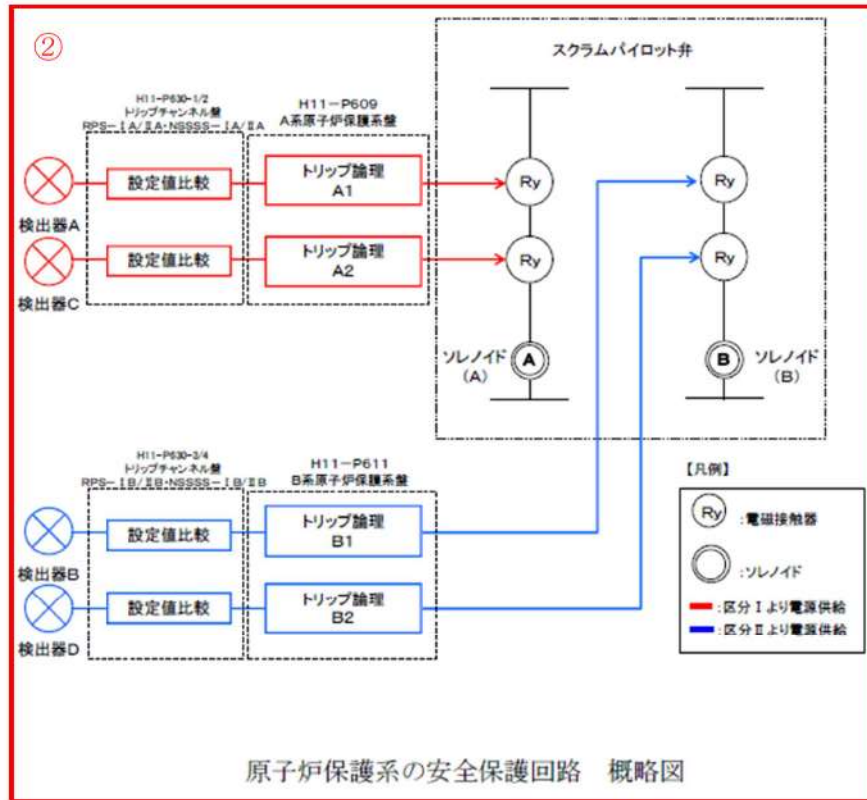 ②
スクラムパイロット弁
H11-P630-1/2
トリップチャンネル盤
RPS-ⅠA/ⅡA・NSSSS-ⅠA/ⅡA
H11-P609
A系原子炉保護系盤
設定値比較
トリップ論理
A1
Ry
Ry
検出器A
設定値比較
トリップ論理
A2
Ry
Ry
検出器C
ソレノイド
(A)
A
B
ソレノイド
(B)
H11-P630-3/4
トリップチャンネル盤
RPS-ⅠB/ⅡB・NSSSS-ⅠB/ⅡB
H11-P611
B系原子炉保護系盤
設定値比較
トリップ論理
B1
検出器B
設定値比較
トリップ論理
B2
検出器D
【凡例】
Ry :電磁接触器
:ソレノイド
:区分Ⅰより電源供給
:区分Ⅱより電源供給
原子炉保護系の安全保護回路 概略図